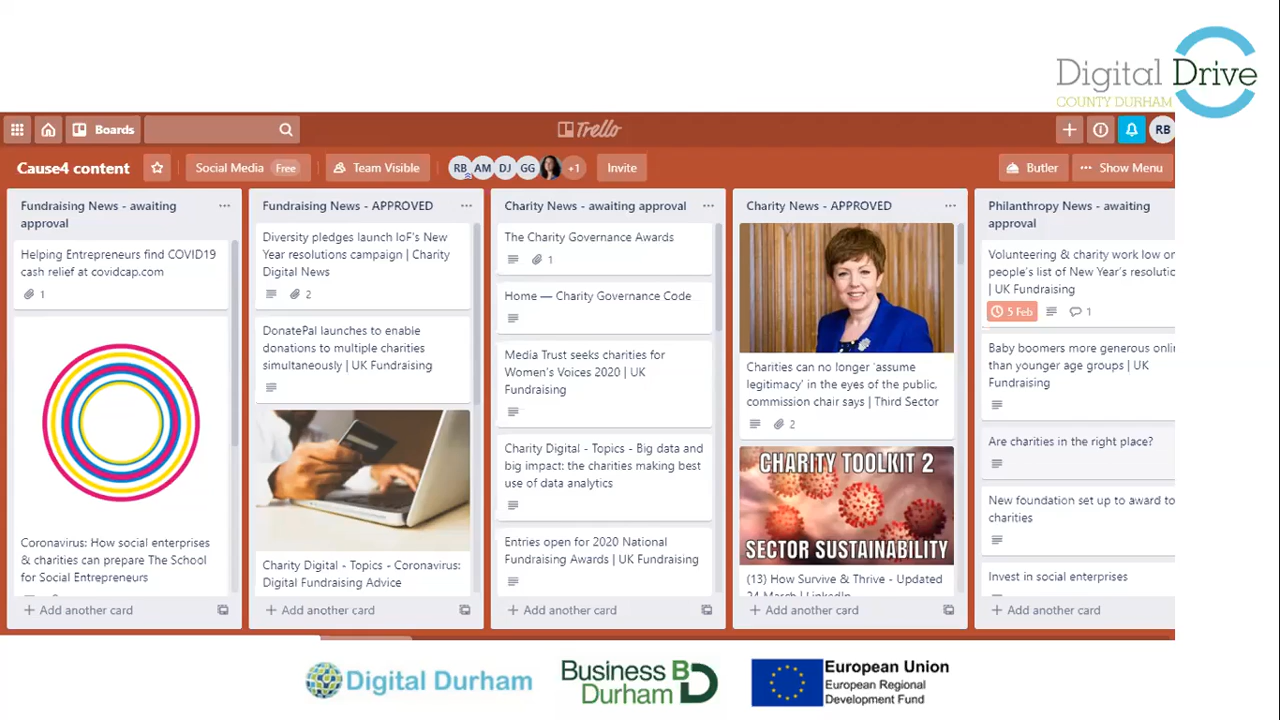 Digital Drive
COUNTY DURHAM
Boards
Trello
RB
Cause4 content
Social Media Free
Team Visible
RB AM DJ GG +1
Invite
Butler
Show Menu
Fundraising News - awaiting
approval
Helping Entrepreneurs find COVID19
cash relief at covidcap.com
1
Coronavirus: How social enterprises
& charities can prepare The School
for Social Entrepreneurs
Add another card
Fundraising News - APPROVED
Diversity pledges launch IoF's New
Year resolutions campaign | Charity
Digital News
2
DonatePal launches to enable
donations to multiple charities
simultaneously | UK Fundraising
Charity Digital - Topics - Coronavirus:
Digital Fundraising Advice
Add another card
Charity News - awaiting approval
The Charity Governance Awards
1
Home — Charity Governance Code
Media Trust seeks charities for
Women's Voices 2020 | UK
Fundraising
Charity Digital - Topics - Big data and
big impact: the charities making best
use of data analytics
Entries open for 2020 National
Fundraising Awards | UK Fundraising
Add another card
Charity News - APPROVED
Charities can no longer 'assume
legitimacy' in the eyes of the public,
commission chair says | Third Sector
2
CHARITY TOOLKIT 2
SECTOR SUSTAINABILITY
(13) How Survive & Thrive - Updated
24 March | LinkedIn
Add another card
Philanthropy News - awaiting
approval
Volunteering & charity work low on
people's list of New Year's resolutio
| UK Fundraising
5 Feb
1
Baby boomers more generous onlin
than younger age groups | UK
Fundraising
Are charities in the right place?
New foundation set up to award to
charities
Invest in social enterprises
Add another card
Digital Durham
Business
Durham
BD
European Union
European Regional
Development Fund